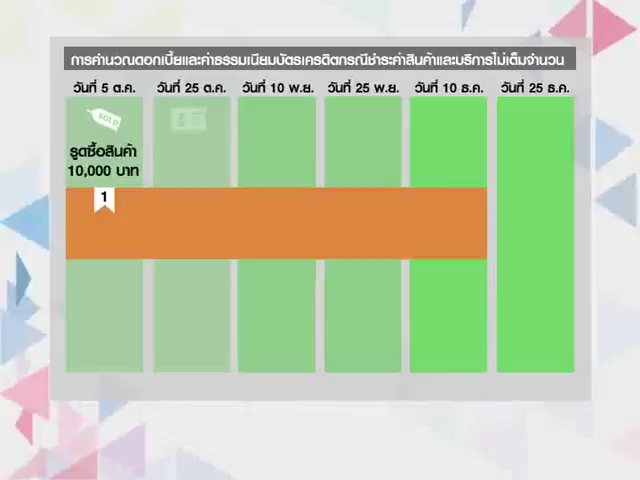 การคำนวณดอกเบี้ยและค่าธรรมเนียมบัตรเครดิตกรณีชำระค่าสินค้าและบริการไม่เต็มจำนวน
วันที่ 5 ต.ค. วันที่ 25 ต.ค. วันที่ 10 พ.ย. วันที่ 25 พ.ย. วันที่ 10 ธ.ค. วันที่ 25 ธ.ค.
SOLD
รูดซื้อสินค้า
10,000 บาท
1